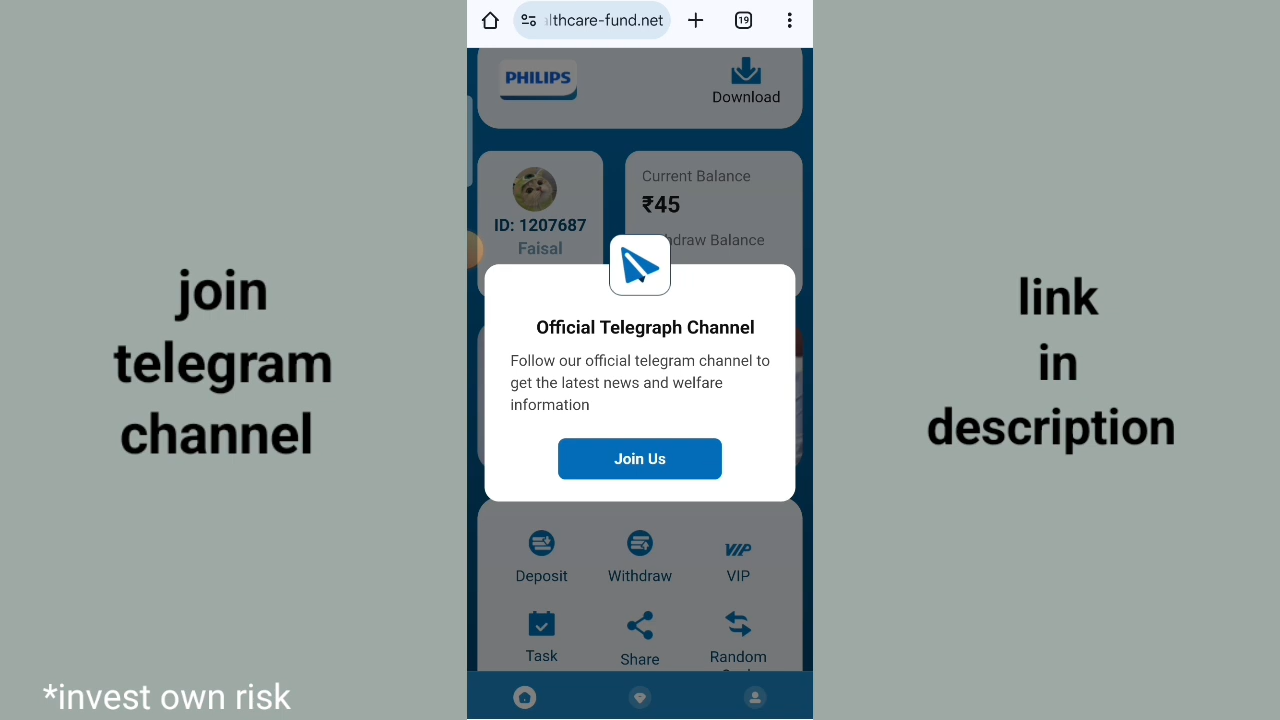 lthcare-fund.net
19
PHILIPS
Download
ID: 1207687
Faisal
Current Balance
₹45
draw Balance
Official Telegraph Channel
Follow our official telegram channel to
get the latest news and welfare
information
Join Us
Deposit
Withdraw
VIP
VIP
Task
Share
Random
join
telegram
channel
link
in
description
*invest own risk